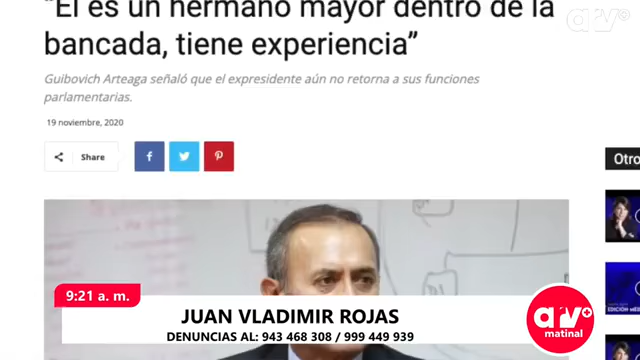 “Él es un hermano mayor dentro de la
bancada, tiene experiencia”
Guibovich Arteaga señaló que el expresidente aún no retorna a sus funciones
parlamentarias.
19 noviembre, 2020
Share
Otro
9:21 a. m.
JUAN VLADIMIR ROJAS
DENUNCIAS AL: 943 468 308 / 999 449 939
arv+
matinal
arv+